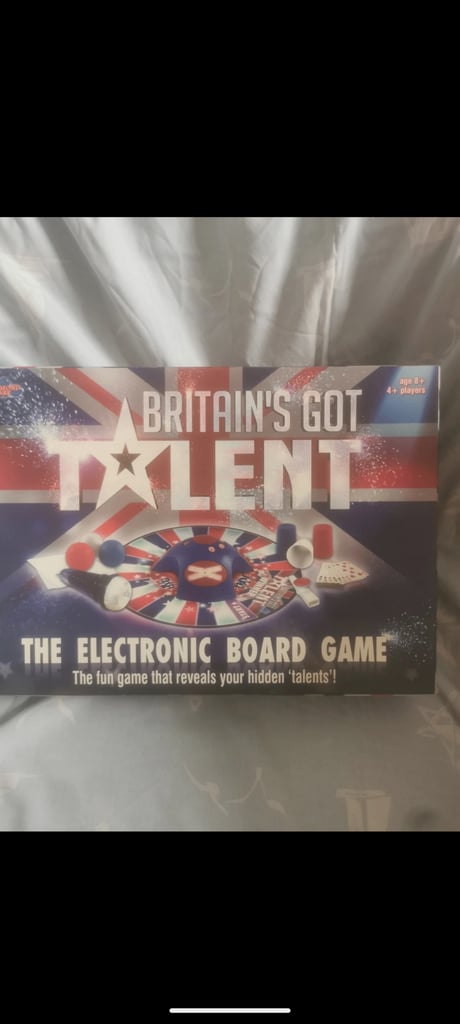 age 8+
4+ players
BRITAIN'S GOT
TALENT
THE ELECTRONIC BOARD GAME
The fun game that reveals your hidden 'talents'!